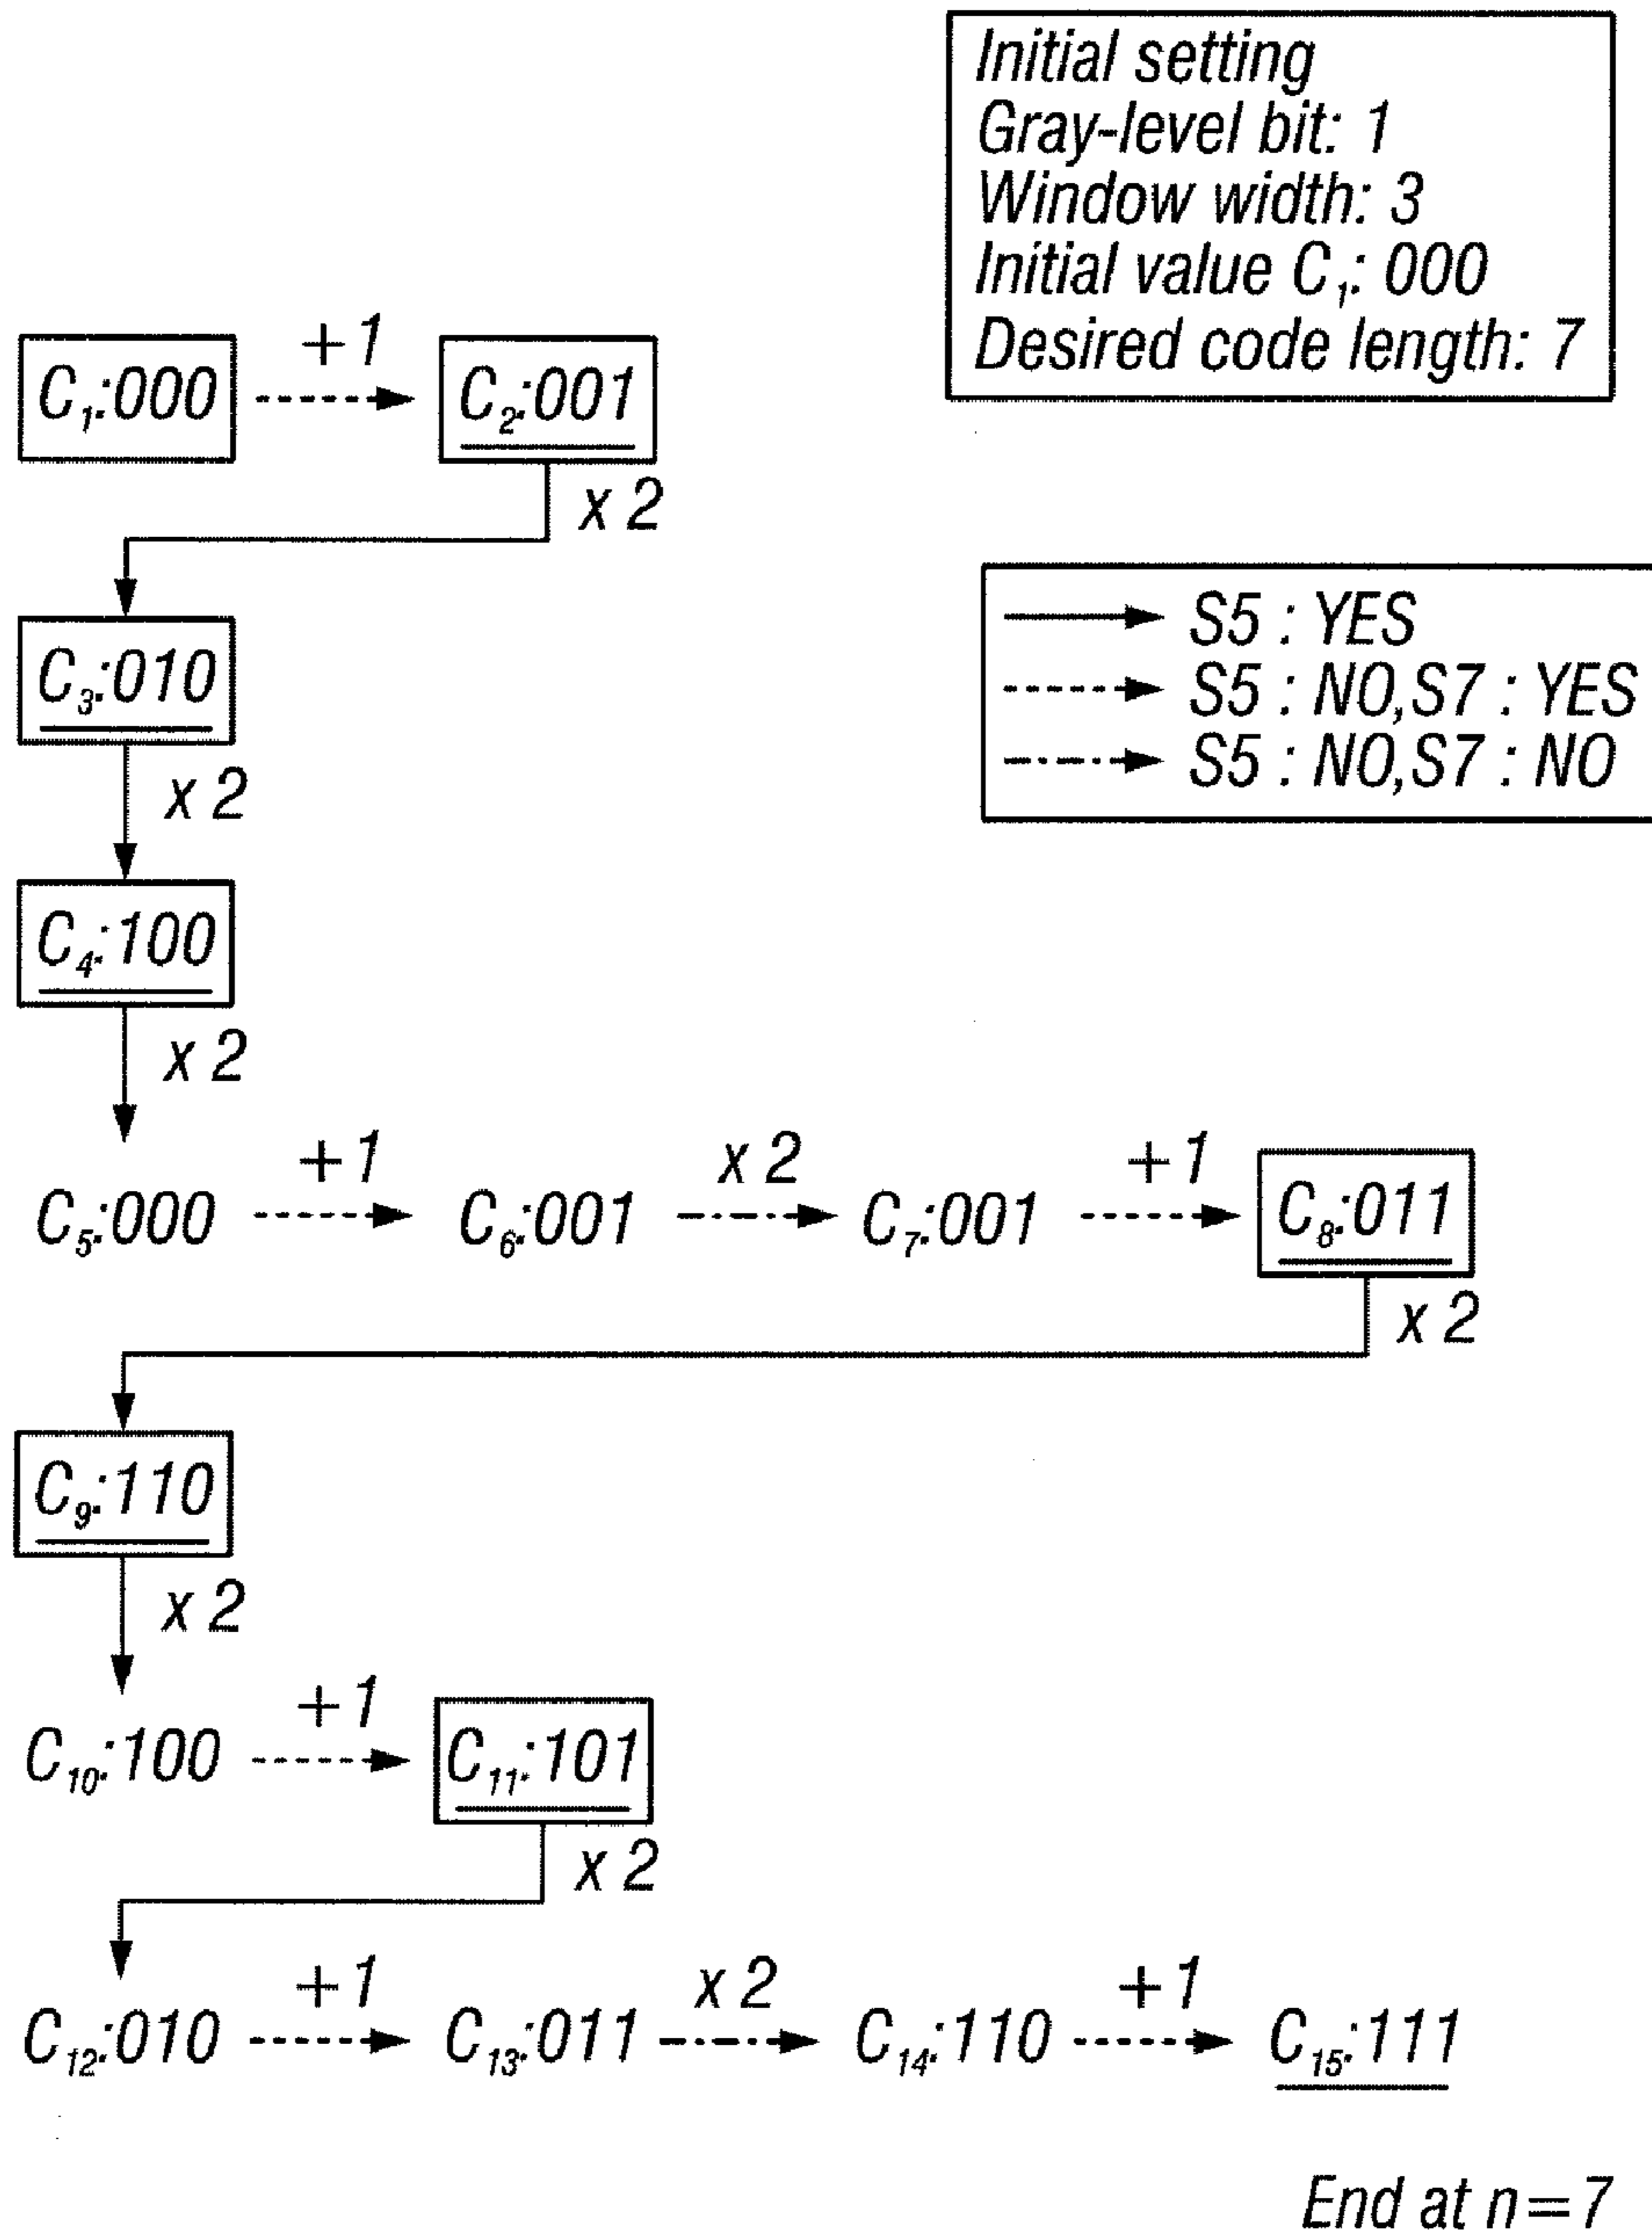 Initial setting
Gray-level bit: 1
Window width: 3
Initial value C₁: 000
Desired code length: 7
+1
C₁:000
C₂:001
x 2
S5 : YES
S5 : NO,S7 : YES
S5 : NO,S7 : NO
C₃:010
x 2
C₄:100
x 2
+1
x 2
+1
C₅:000
C₆:001
C₇:001
C₈:011
x 2
C₉:110
x 2
+1
C₁₀:100
C₁₁:101
x 2
+1
x 2
+1
C₁₂:010
C₁₃:011
C₁₄:110
C₁₅:111
End at n=7